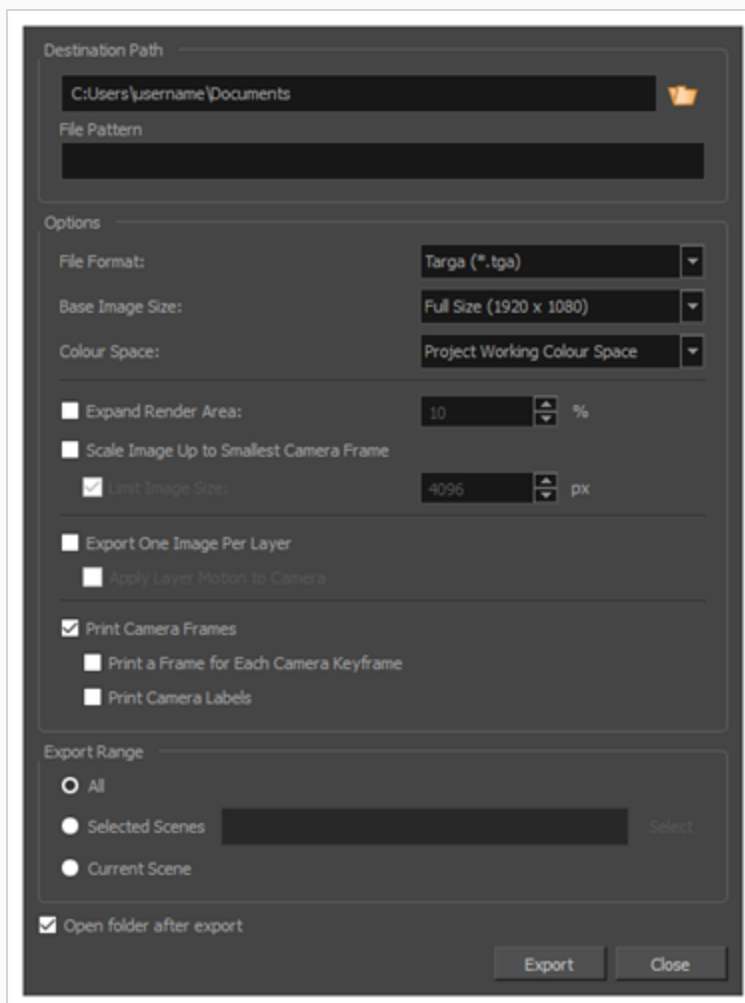 Destination Path
C:Users\username\Documents
File Pattern
Options
File Format: Targa (*.tga)
Base Image Size: Full Size (1920 x 1080)
Colour Space: Project Working Colour Space
Expand Render Area: 10 %
Scale Image Up to Smallest Camera Frame
Limit Image Size: 4096 px
Export One Image Per Layer
Apply Layer Motion to Camera
Print Camera Frames
Print a Frame for Each Camera Keyframe
Print Camera Labels
Export Range
All
Selected Scenes Select
Current Scene
Open folder after export
Export Close